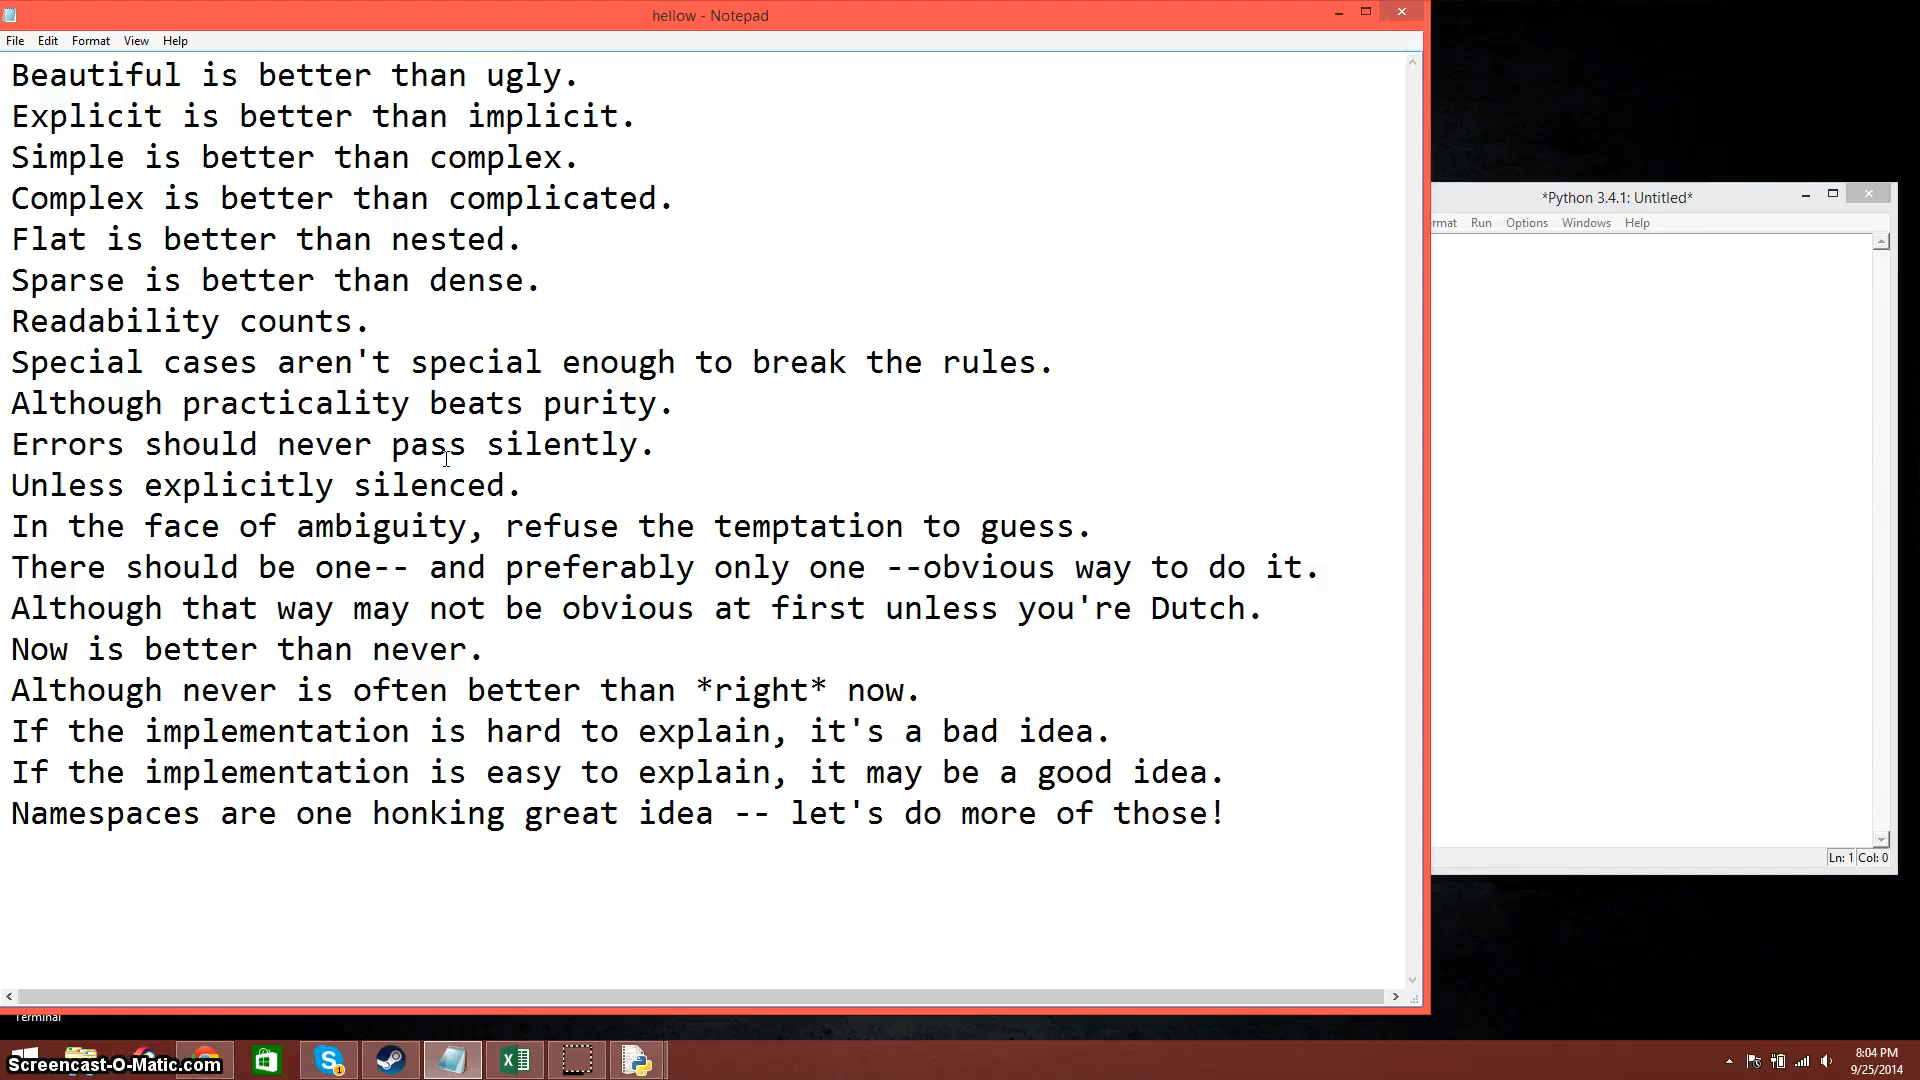 hellow - Notepad
File Edit Format View Help
Beautiful is better than ugly.
Explicit is better than implicit.
Simple is better than complex.
Complex is better than complicated.
Flat is better than nested.
Sparse is better than dense.
Readability counts.
Special cases aren't special enough to break the rules.
Although practicality beats purity.
Errors should never pass silently.
Unless explicitly silenced.
In the face of ambiguity, refuse the temptation to guess.
There should be one-- and preferably only one --obvious way to do it.
Although that way may not be obvious at first unless you're Dutch.
Now is better than never.
Although never is often better than *right* now.
If the implementation is hard to explain, it's a bad idea.
If the implementation is easy to explain, it may be a good idea.
Namespaces are one honking great idea -- let's do more of those!
*Python 3.4.1: Untitled*
rmat Run Options Windows Help
Ln: 1 Col: 0
Terminal
Screencast-O-Matic.com
8:04 PM
9/25/2014